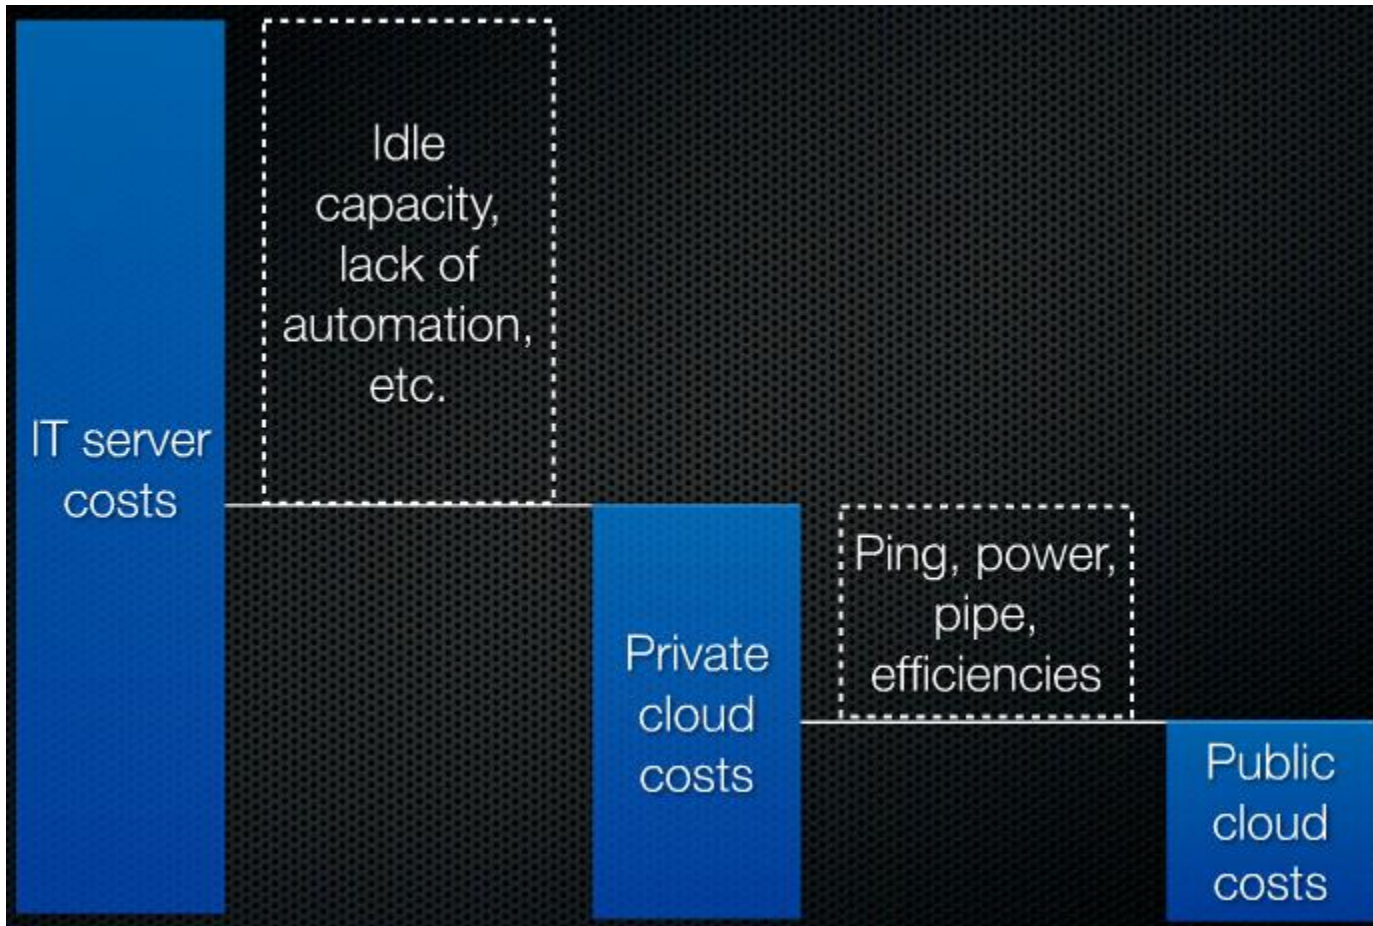 Idle
capacity,
lack of
automation,
etc.
IT server
costs
Ping, power,
pipe,
efficiencies
Private
cloud
costs
Public
cloud
costs